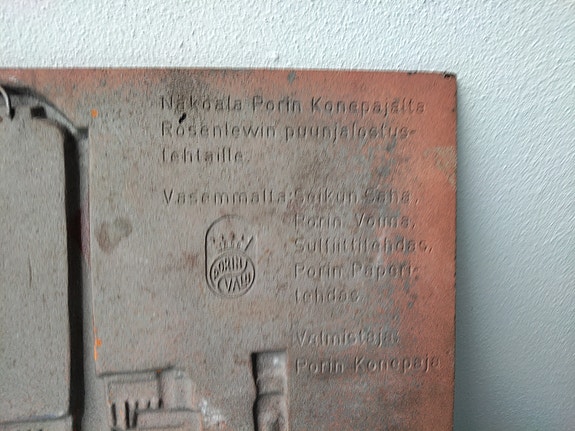 Näköala Porin Konepajalta
Rosenlewin puunjalostus-
tehtaille.
Vasemmalta: Seikun Saha,
Porin Voima,
Sulfiittitehdas,
Porin Paperi-
tehdas.
PORIN
VALU
Valmistaja:
Porin Konepaja